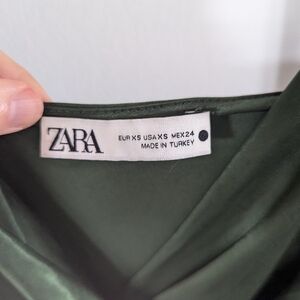 ZARA
EUR XS USA XS MEX 24
MADE IN TURKEY